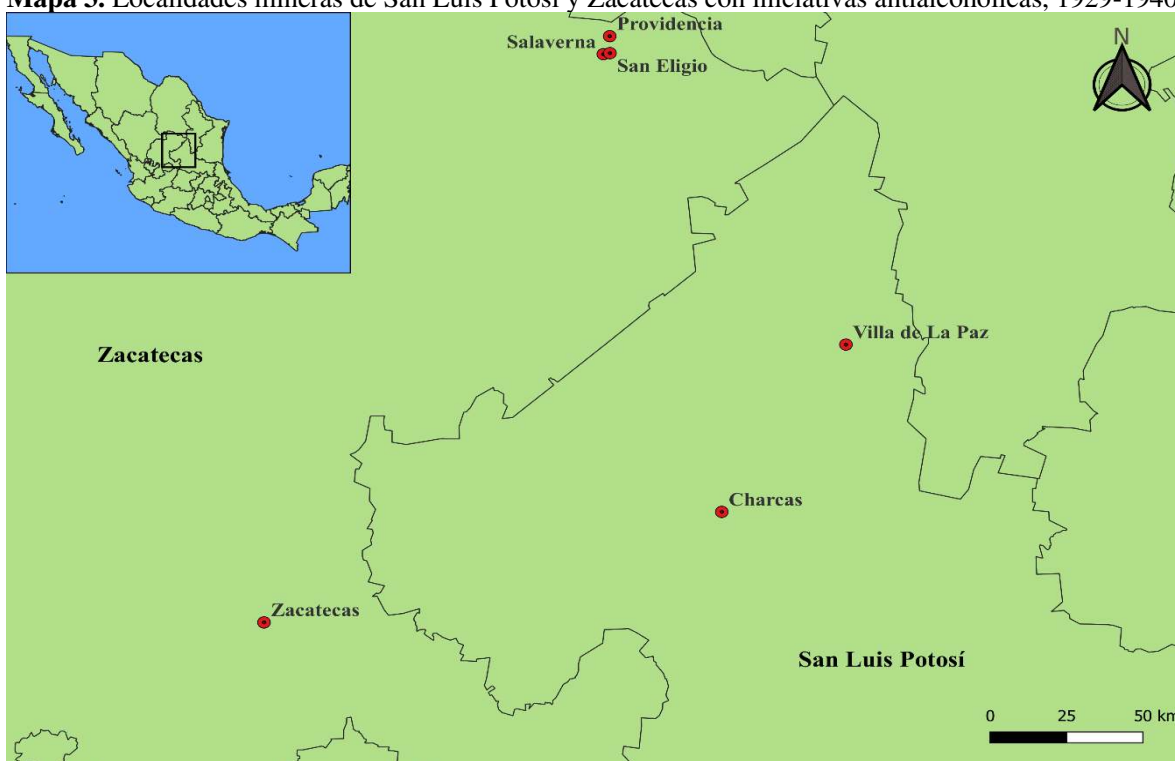 Mapa 3. Localidades mineras de San Luis Potosí y Zacatecas con iniciativas antialcohólicas, 1929-1940
Providencia
Salaverna
San Eligio
N
Zacatecas
Villa de La Paz
Charcas
Zacatecas
San Luis Potosí
0 25 50 km